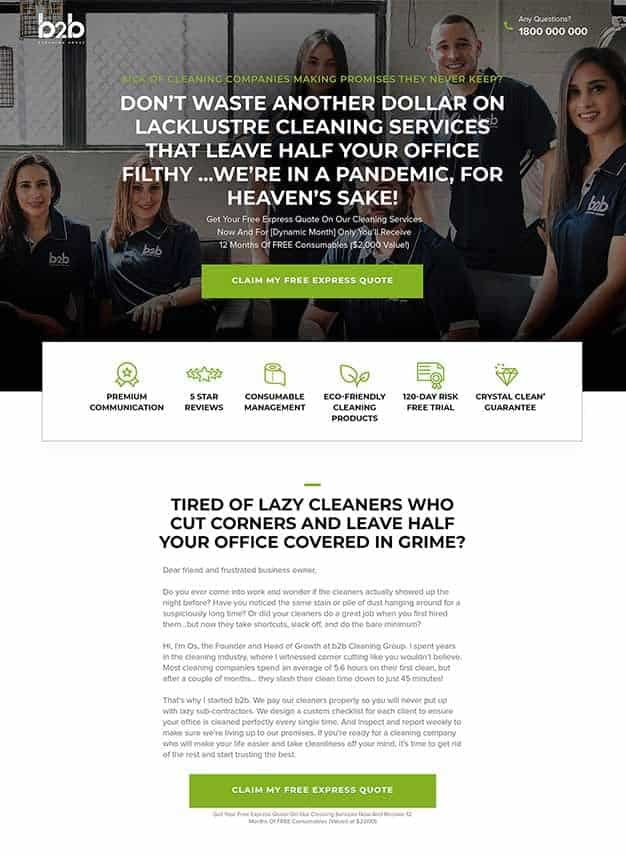 b2b
CLEANING GROUP
Any Questions?
1800 000 000
SICK OF CLEANING COMPANIES MAKING PROMISES THEY NEVER KEEP?
DON'T WASTE ANOTHER DOLLAR ON
LACKLUSTRE CLEANING SERVICES
THAT LEAVE HALF YOUR OFFICE
FILTHY ...WE'RE IN A PANDEMIC, FOR
HEAVEN'S SAKE!
Get Your Free Express Quote On Our Cleaning Services
Now And For [Dynamic Month] Only You'll Receive
12 Months Of FREE Consumables ($2,000 Value!)
b2b
b2b
CLAIM MY FREE EXPRESS QUOTE
PREMIUM
COMMUNICATION
5 STAR
REVIEWS
CONSUMABLE
MANAGEMENT
ECO-FRIENDLY
CLEANING
PRODUCTS
120-DAY RISK
FREE TRIAL
CRYSTAL CLEAN'
GUARANTEE
TIRED OF LAZY CLEANERS WHO
CUT CORNERS AND LEAVE HALF
YOUR OFFICE COVERED IN GRIME?
Dear friend and frustrated business owner,
Do you ever come into work and wonder if the cleaners actually showed up the
night before? Have you noticed the same stain or pile of dust hanging around for a
suspiciously long time? Or did your cleaners do a great job when you first hired
them...but now they take shortcuts, slack off, and do the bare minimum?
Hi, I'm Os, the Founder and Head of Growth at b2b Cleaning Group. I spent years
in the cleaning industry, where I witnessed corner cutting like you wouldn't believe.
Most cleaning companies spend an average of 5.6 hours on their first clean, but
after a couple of months... they slash their clean time down to just 45 minutes!
That's why I started b2b. We pay our cleaners properly so you will never put up
with lazy sub-contractors. We design a custom checklist for each client to ensure
your office is cleaned perfectly every single time. And inspect and report weekly to
make sure we're living up to our promises. If you're ready for a cleaning company
who will make your life easier and take cleanliness off your mind, it's time to get rid
of the rest and start trusting the best.
CLAIM MY FREE EXPRESS QUOTE
Get Your Free Express Quote On Our Cleaning Services Now And Receive 12
Months Of FREE Consumables (Valued at $2200!)